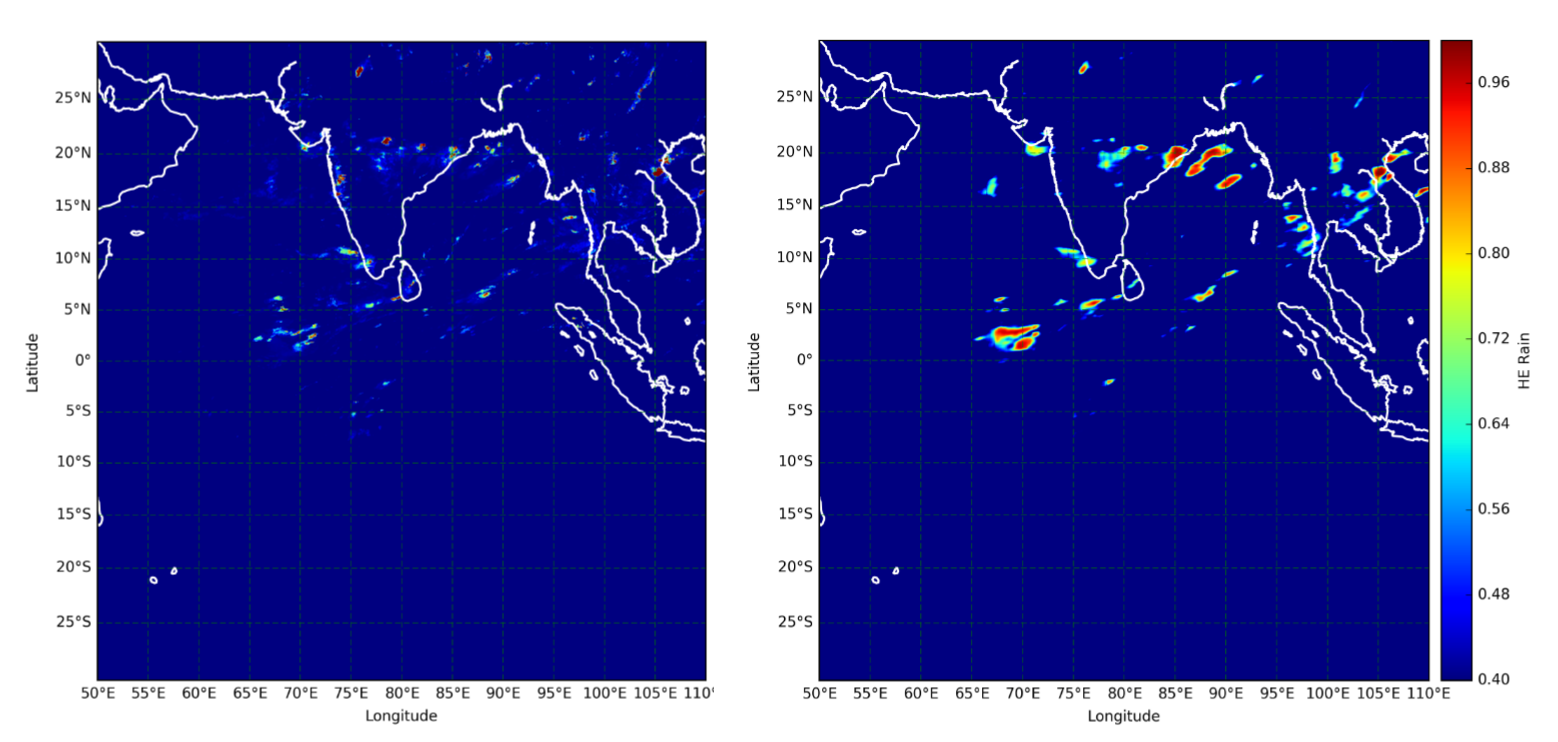 25°N
20°N
15°N
10°N
5°N
0°
5°S
10°S
15°S
20°S
25°S
Latitude
50°E 55°E 60°E 65°E 70°E 75°E 80°E 85°E 90°E 95°E 100°E 105°E 110°
Longitude
25°N
20°N
15°N
10°N
5°N
0°
5°S
10°S
15°S
20°S
25°S
Latitude
50°E 55°E 60°E 65°E 70°E 75°E 80°E 85°E 90°E 95°E 100°E 105°E 110°E
Longitude
0.96
0.88
0.80
0.72
0.64
0.56
0.48
0.40
HE Rain